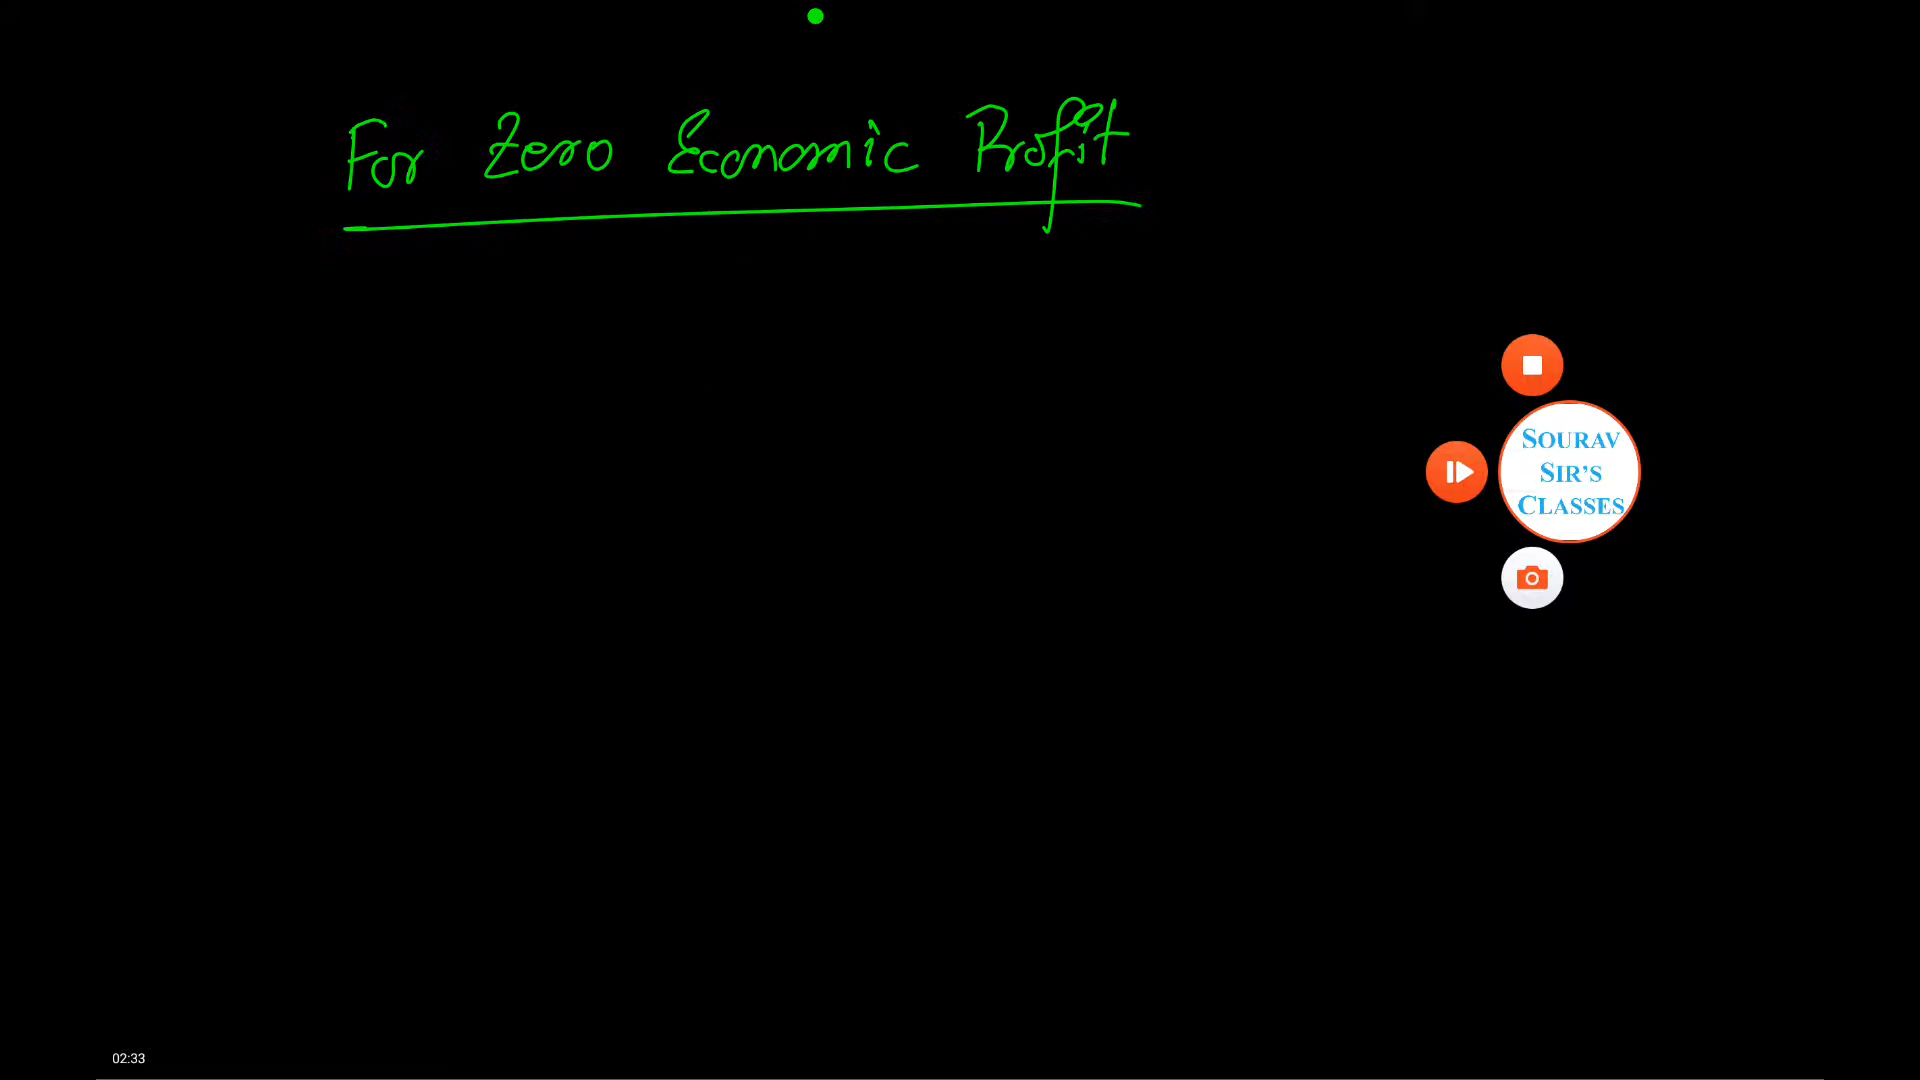 For Zero Economic Profit
SOURAV
SIR'S
CLASSES
02:33